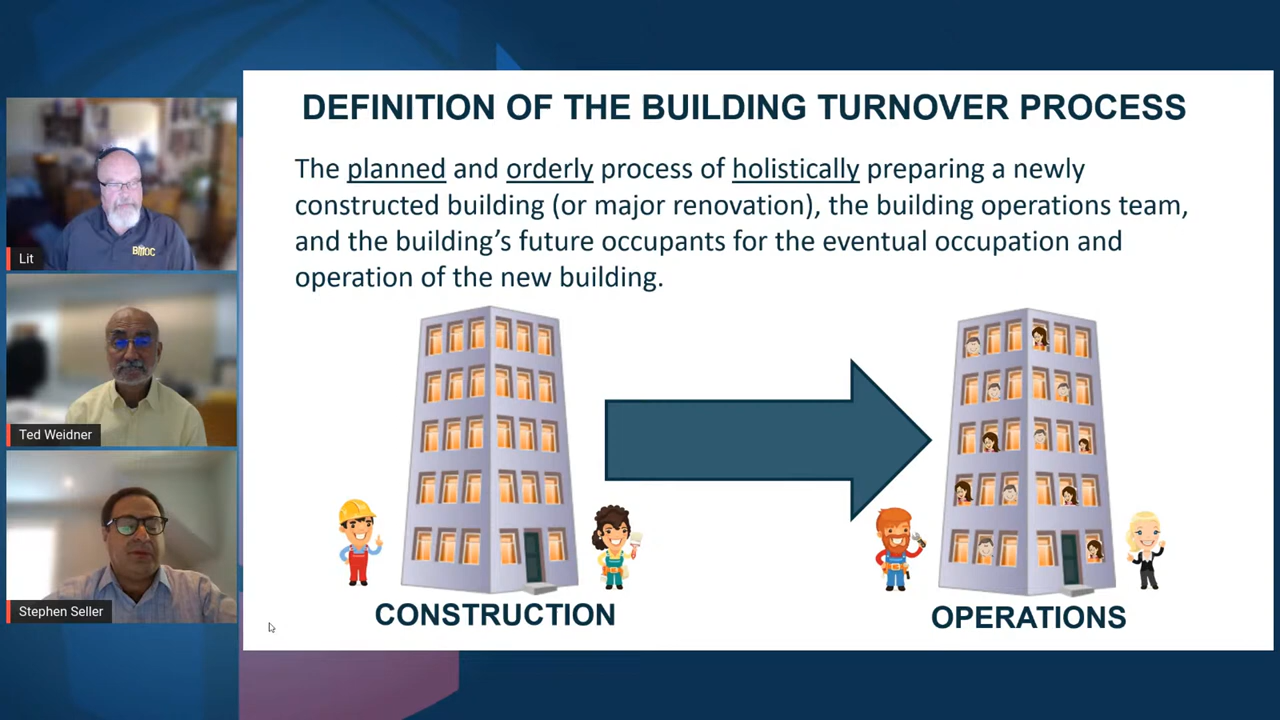 DEFINITION OF THE BUILDING TURNOVER PROCESS
The planned and orderly process of holistically preparing a newly
constructed building (or major renovation), the building operations team,
and the building’s future occupants for the eventual occupation and
operation of the new building.
CONSTRUCTION
OPERATIONS
BMOC
Lit
Ted Weidner
Stephen Seller